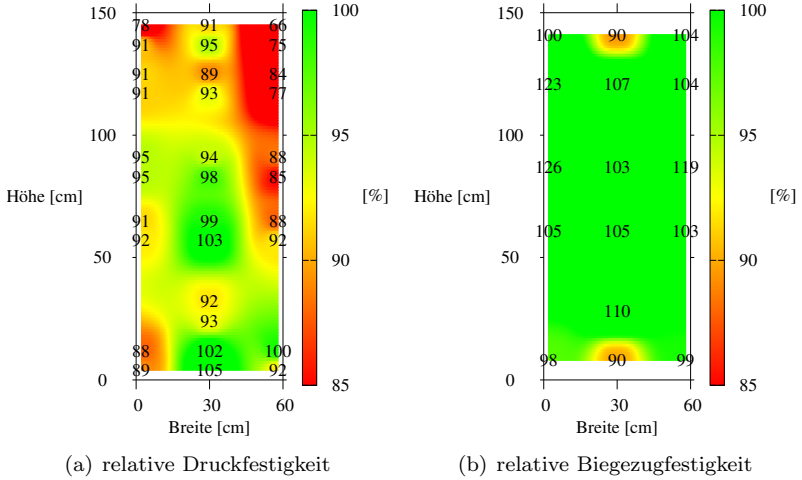 150
100
50
0
Höhe [cm]
78 91 66
91 95 75
91 89 84
91 93 77
95 94 88
95 98 85
91 99 88
92 103 92
92
93
88 102 100
89 105 92
0 30 60
Breite [cm]
100
95
90
85
[%]
(a) relative Druckfestigkeit
150
100
50
0
Höhe [cm]
100 90 104
123 107 104
126 103 119
105 105 103
110
98 90 99
0 30 60
Breite [cm]
100
95
90
85
[%]
(b) relative Biegezugfestigkeit